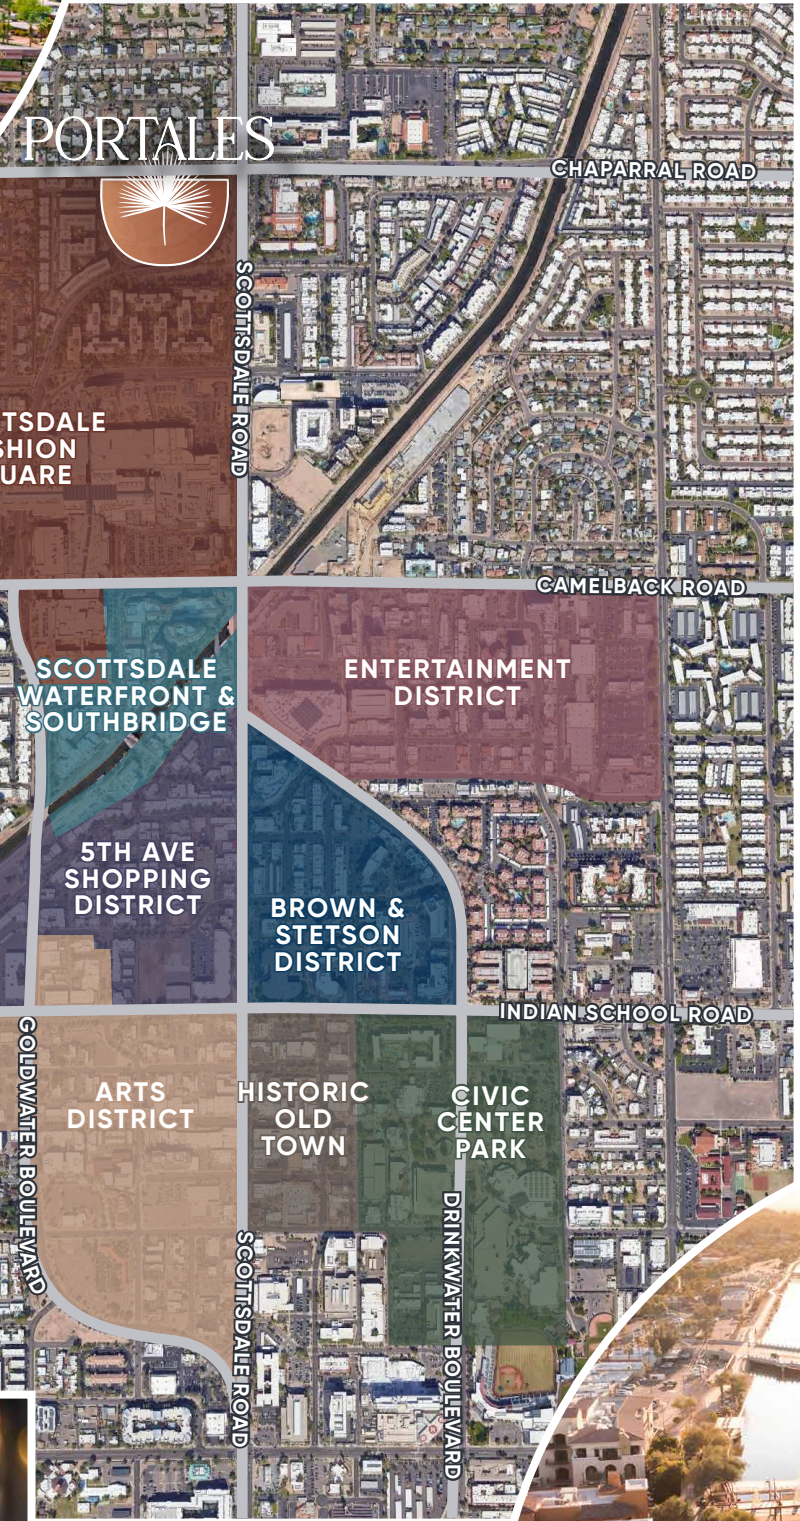 PORTALES
CHAPARRAL ROAD
SCOTTSDALE ROAD
TSDALE
SHION
UARE
CAMELBACK ROAD
SCOTTSDALE
WATERFRONT &
SOUTHBRIDGE
ENTERTAINMENT
DISTRICT
5TH AVE
SHOPPING
DISTRICT
BROWN &
STETSON
DISTRICT
INDIAN SCHOOL ROAD
GOLDWATER BOULEVARD
ARTS
DISTRICT
HISTORIC
OLD
TOWN
CIVIC
CENTER
PARK
DRINKWATER BOULEVARD
SCOTTSDALE ROAD